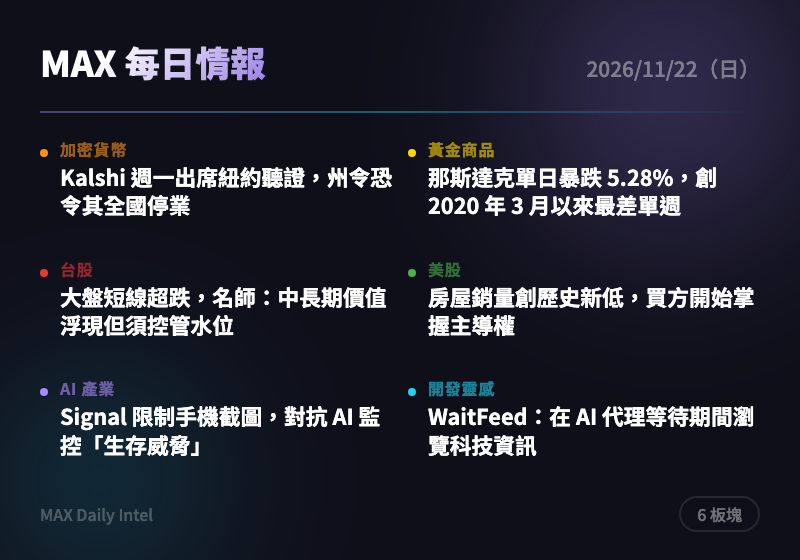 MAX 每日情報
2026/11/22（日）
加密貨幣
Kalshi 週一出席紐約聽證，州令恐
令其全國停業
黃金商品
那斯達克單日暴跌 5.28%，創
2020 年 3 月以來最差單週
台股
大盤短線超跌，名師：中長期價值
浮現但須控管水位
美股
房屋銷量創歷史新低，買方開始掌
握主導權
AI 產業
Signal 限制手機截圖，對抗 AI 監
控「生存威脅」
開發靈感
WaitFeed：在 AI 代理等待期間瀏
覽科技資訊
MAX Daily Intel
6 板塊